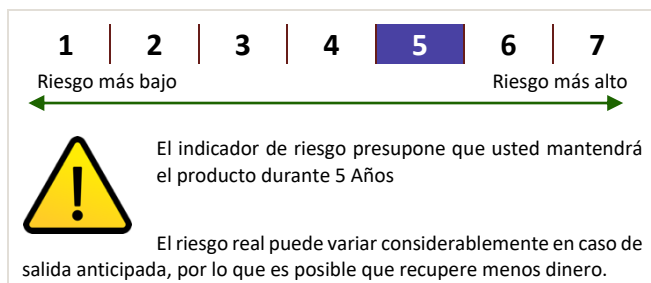 1 2 3 4 5 6 7
Riesgo más bajo Riesgo más alto
El indicador de riesgo presupone que usted mantendrá
el producto durante 5 Años
El riesgo real puede variar considerablemente en caso de
salida anticipada, por lo que es posible que recupere menos dinero.